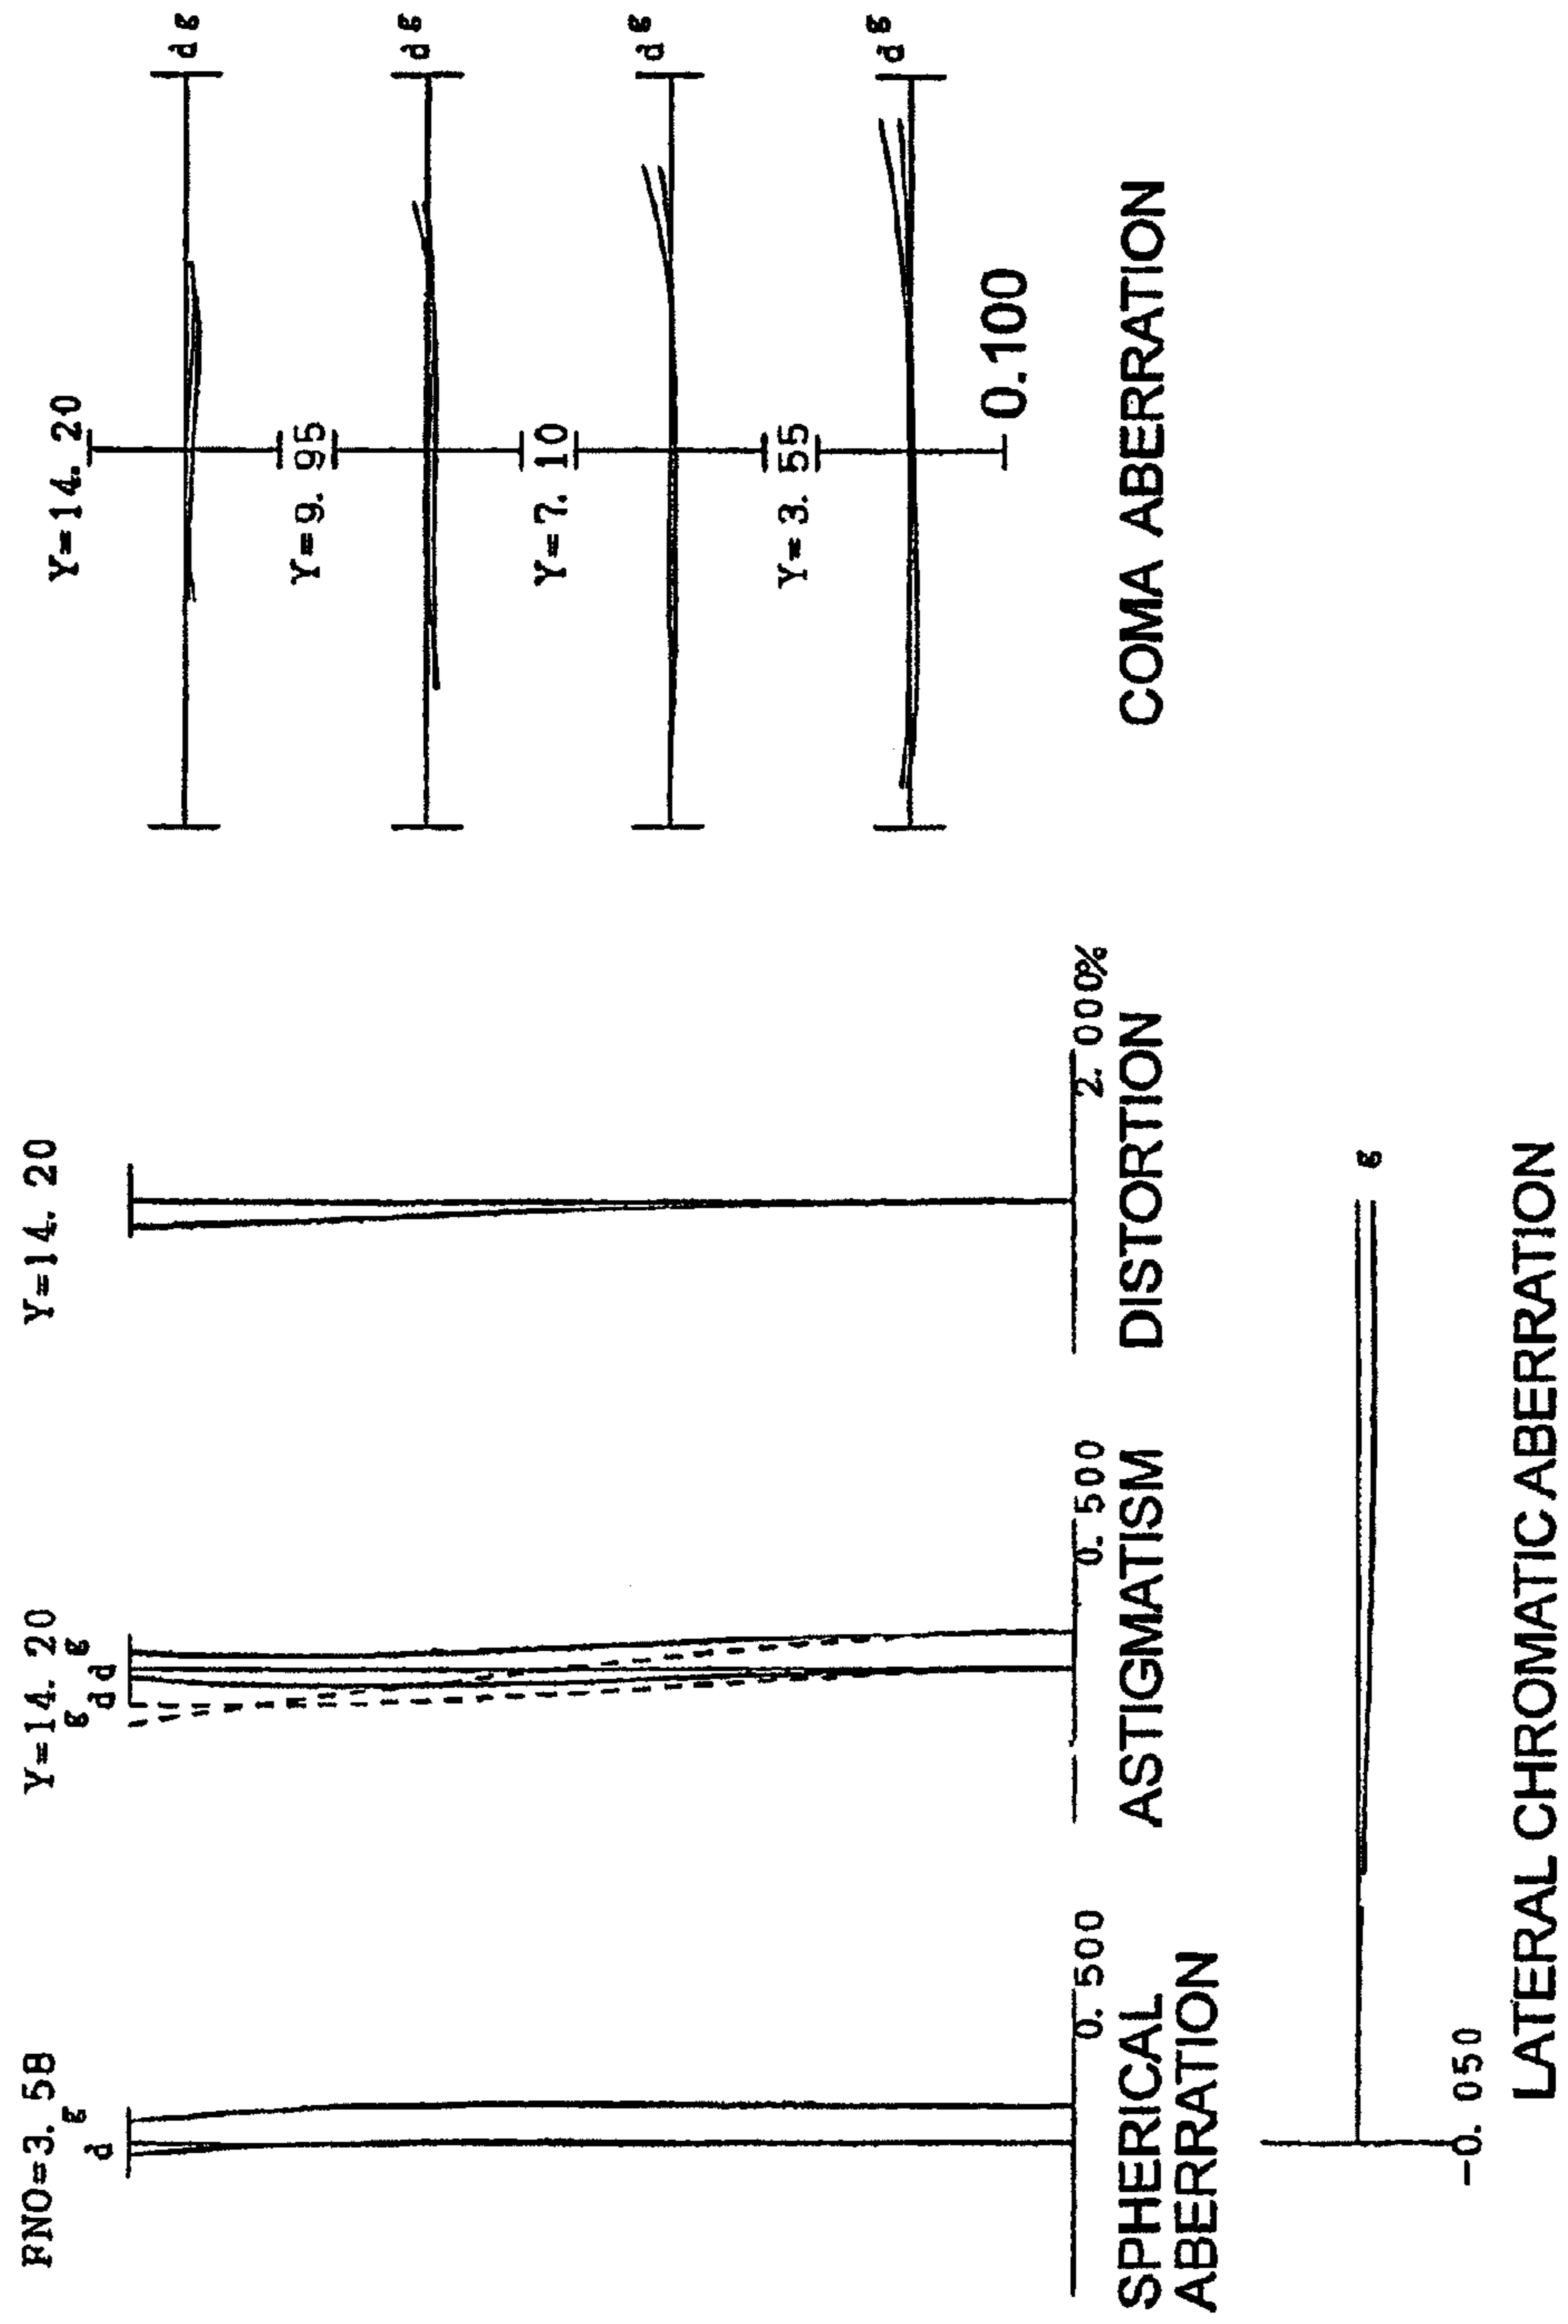 FNO=3.58
d g
SPHERICAL
ABERRATION
0.500
Y=14.20
g d d g
ASTIGMATISM
0.500
Y=14.20
DISTORTION
2.000%
Y=14.20
d g
Y=9.95
d g
Y=7.10
d g
Y=3.55
d g
0.100
COMA ABERRATION
g
-0.050
LATERAL CHROMATIC ABERRATION